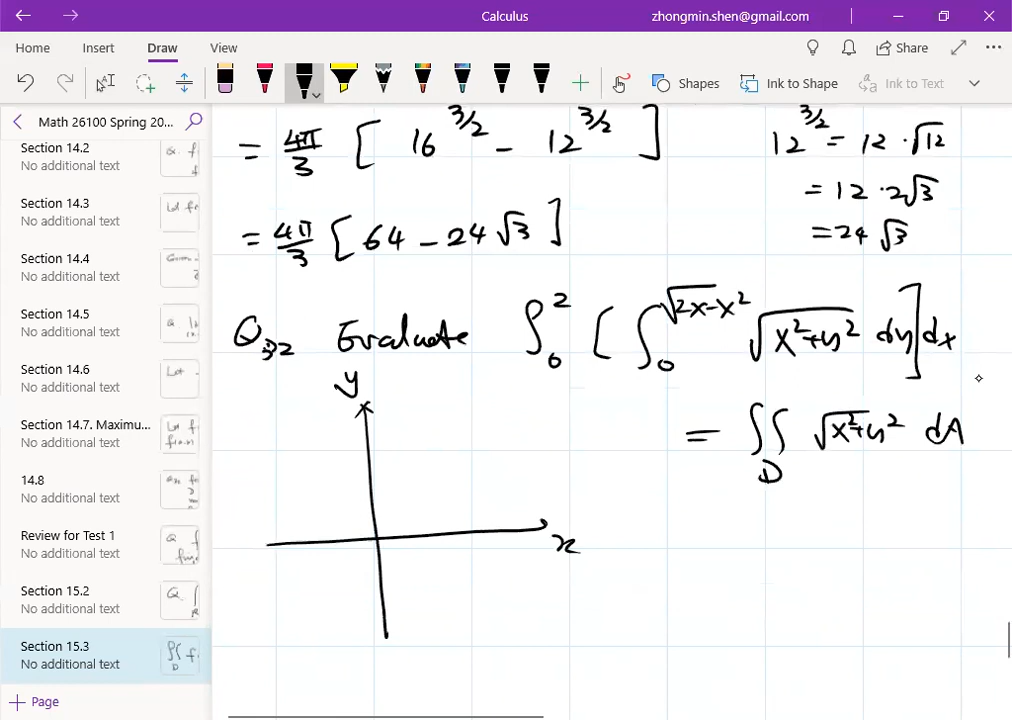 Calculus
zhongmin.shen@gmail.com
Home Insert Draw View
Share
Shapes
Ink to Shape
Ink to Text
Math 26100 Spring 20...
Section 14.2
No additional text
Section 14.3
No additional text
Section 14.4
No additional text
Section 14.5
No additional text
Section 14.6
No additional text
Section 14.7. Maximu...
No additional text
14.8
No additional text
Review for Test 1
No additional text
Section 15.2
No additional text
Section 15.3
No additional text
Page
= 4π/3 [ 16^(3/2) − 12^(3/2) ]
12^(3/2) = 12 · √12
= 12 · 2√3
= 24 √3
= 4π/3 [ 64 − 24 √3 ]
Q32 Evaluate ∫_0^2 [ ∫_0^√(2x−x²) √(x²+y²) dy ] dx
= ∬_D √(x²+y²) dA
y
x